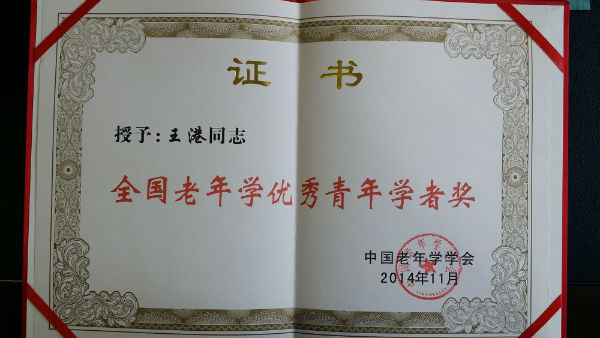 证 书
授予：王港同志
全国老年学优秀青年学者奖
中国老年学学会
2014年11月